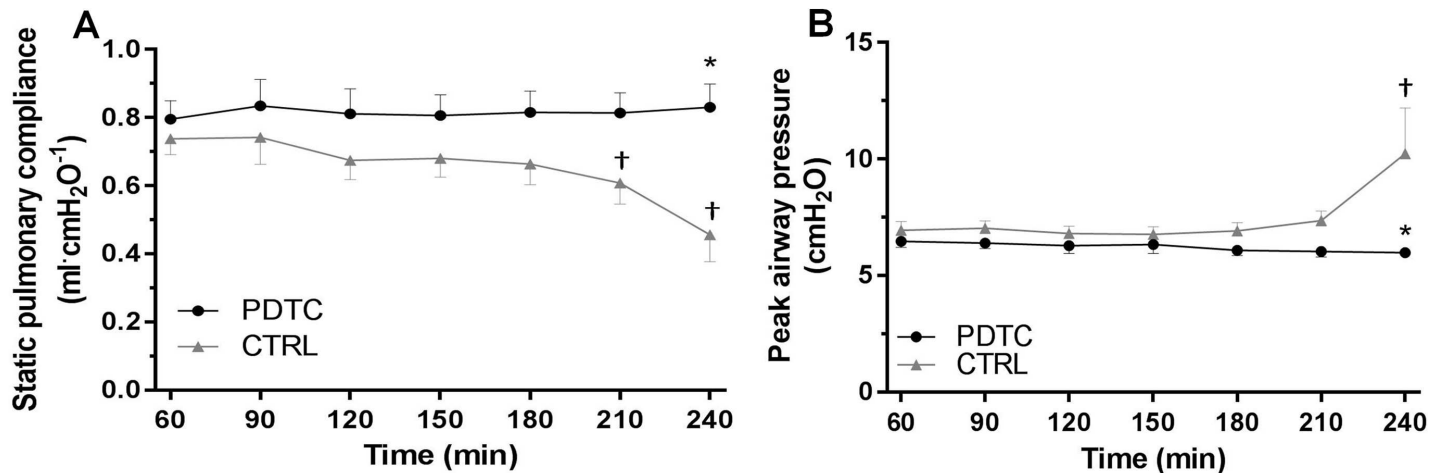 A
Static pulmonary compliance
(ml·cmH₂O⁻¹)
1.0
0.8
0.6
0.4
0.2
0.0
*
†
†
PDTC
CTRL
60 90 120 150 180 210 240
Time (min)
B
Peak airway pressure
(cmH₂O)
15
10
5
0
†
*
PDTC
CTRL
60 90 120 150 180 210 240
Time (min)